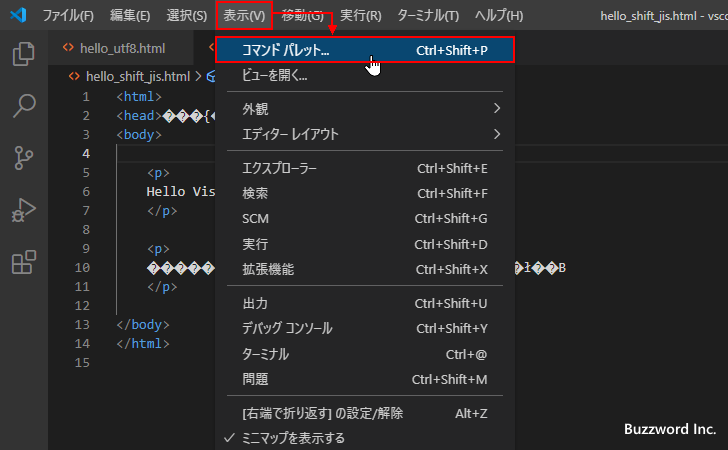 ファイル(F) 編集(E) 選択(S) 表示(V) 移動(G) 実行(R) ターミナル(T) ヘルプ(H) hello_shift_jis.html - vsco
hello_utf8.html
hello_shift_jis.html
コマンド パレット... Ctrl+Shift+P
ビューを開く...
外観
エディター レイアウト
エクスプローラー Ctrl+Shift+E
検索 Ctrl+Shift+F
SCM Ctrl+Shift+G
実行 Ctrl+Shift+D
拡張機能 Ctrl+Shift+X
出力 Ctrl+Shift+U
デバッグ コンソール Ctrl+Shift+Y
ターミナル Ctrl+@
問題 Ctrl+Shift+M
[右端で折り返す] の設定/解除 Alt+Z
ミニマップを表示する
1 <html>
2 <head>���{�
3 <body>
4
5 <p>
6 Hello Vis
7 </p>
8
9 <p>
10 ����� �ł��B
11 </p>
12
13 </body>
14 </html>
15
Buzzword Inc.